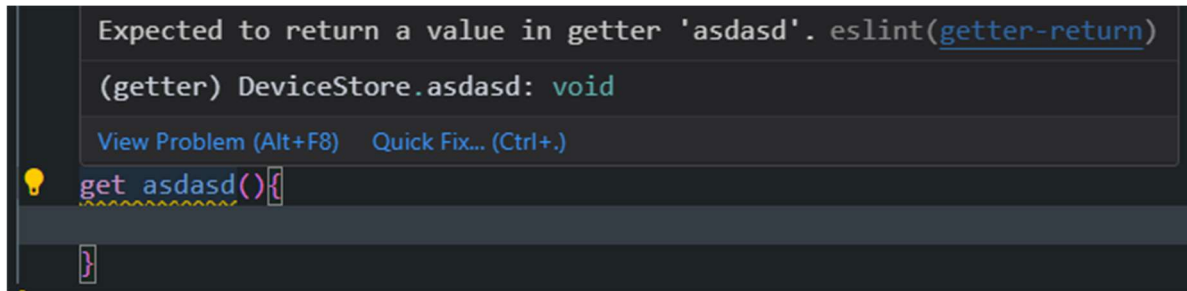 Expected to return a value in getter 'asdasd'. eslint(getter-return)
(getter) DeviceStore.asdasd: void
View Problem (Alt+F8) Quick Fix... (Ctrl+.)
get asdasd(){
}